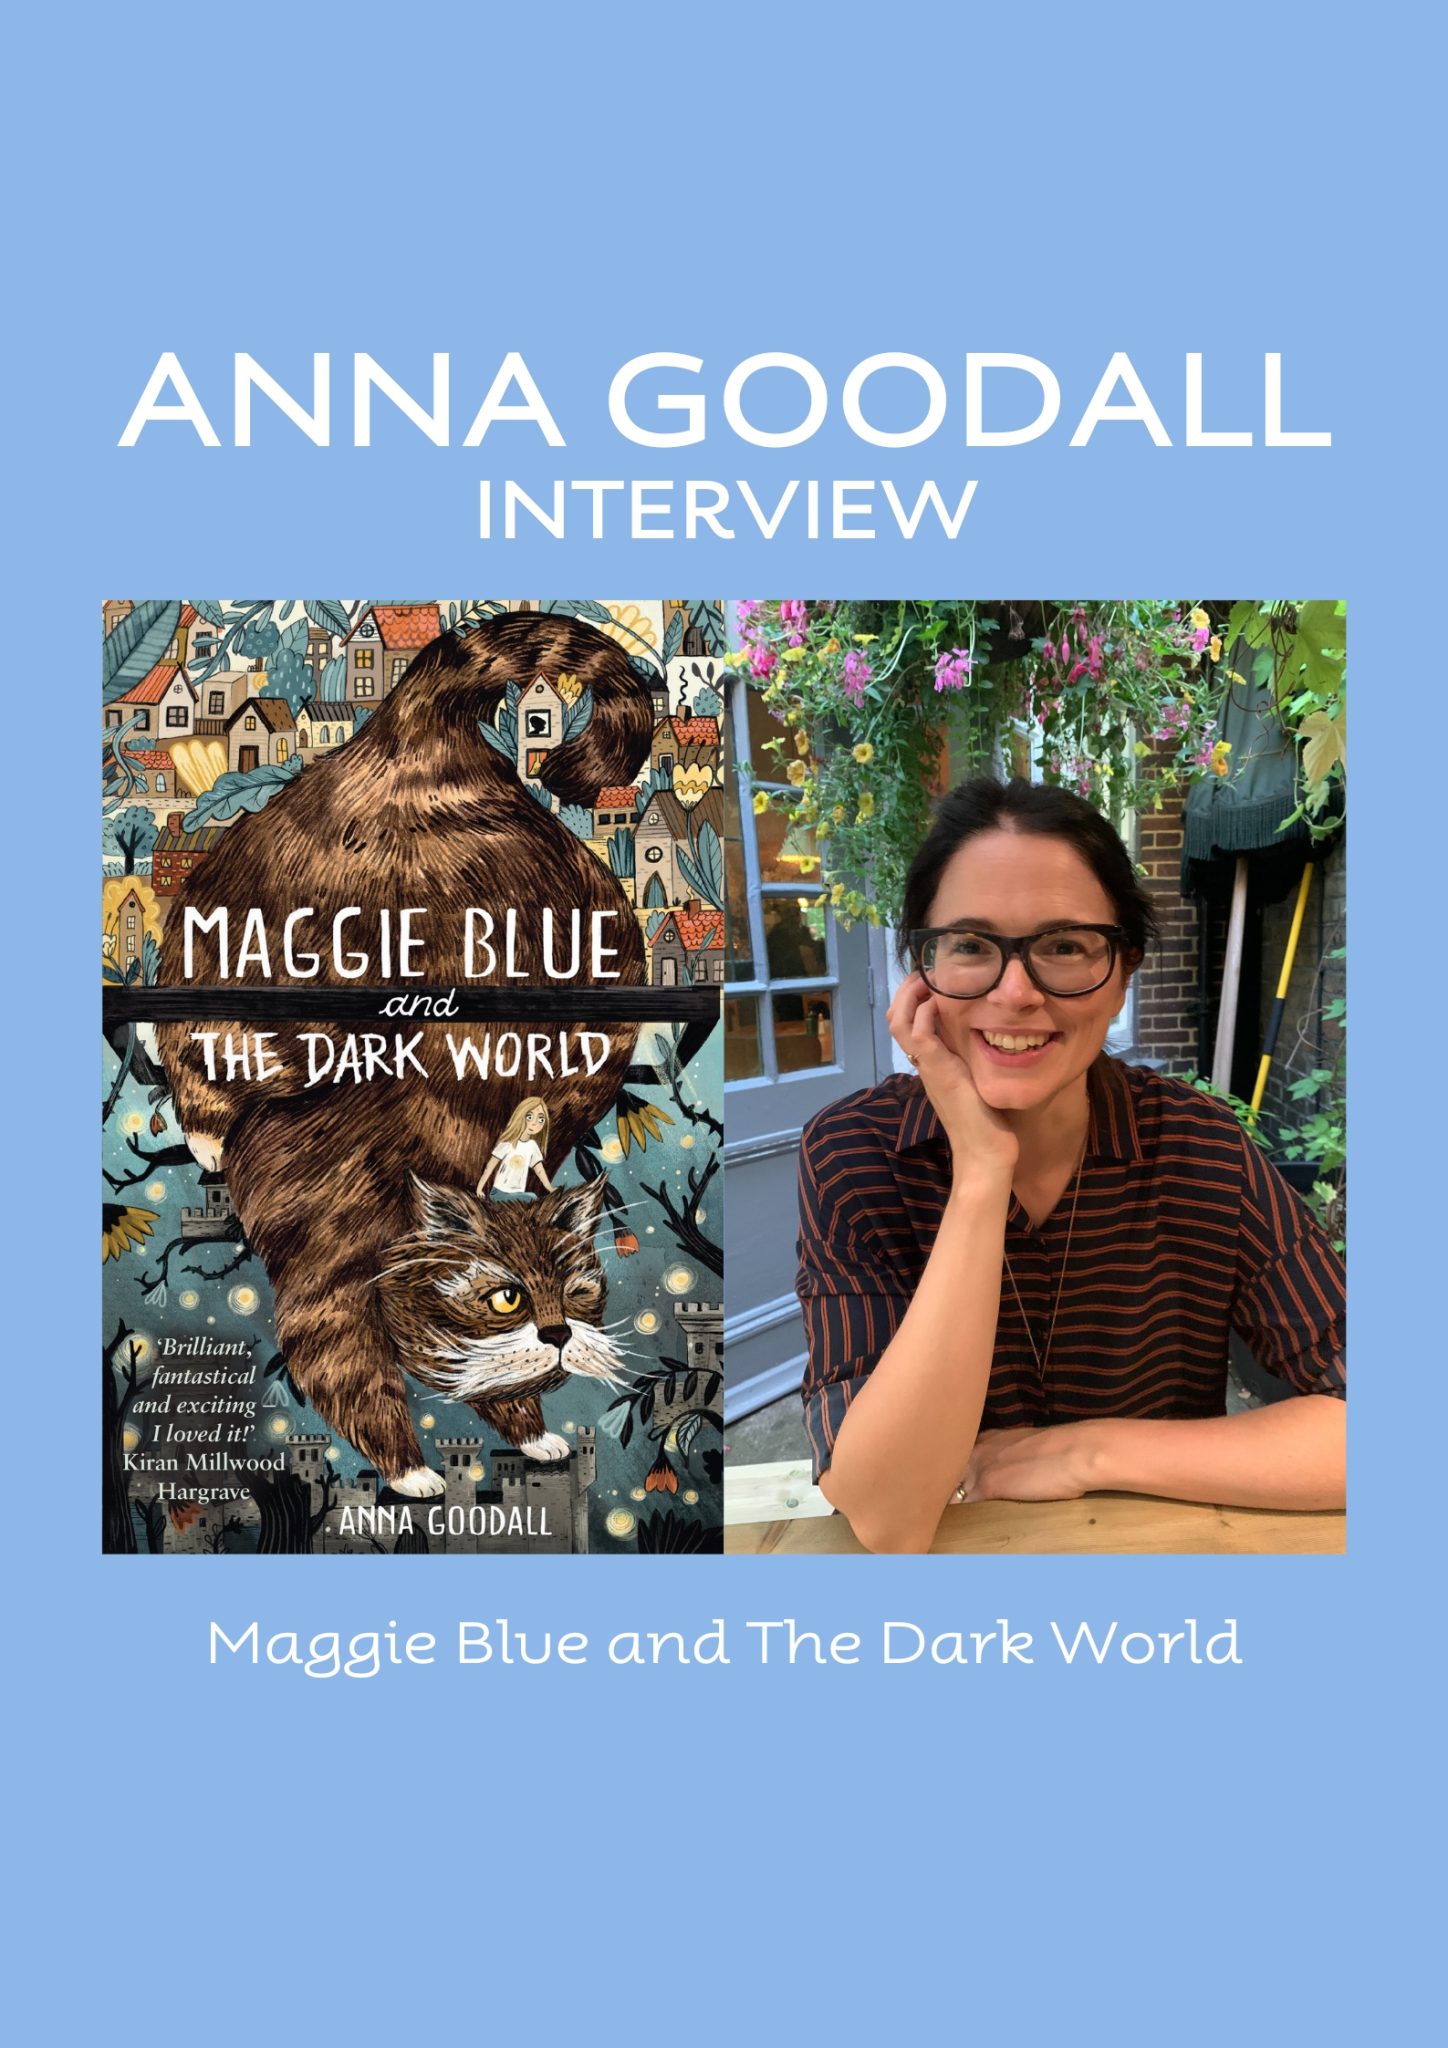 ANNA GOODALL
INTERVIEW
MAGGIE BLUE
and
THE DARK WORLD
‘Brilliant,
fantastical
and exciting
I loved it!’
Kiran Millwood
Hargrave
ANNA GOODALL
Maggie Blue and The Dark World